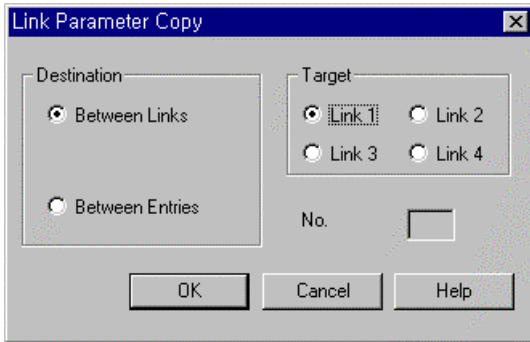 Link Parameter Copy
Destination
Between Links
Between Entries
Target
Link 1 Link 2
Link 3 Link 4
No.
OK Cancel Help